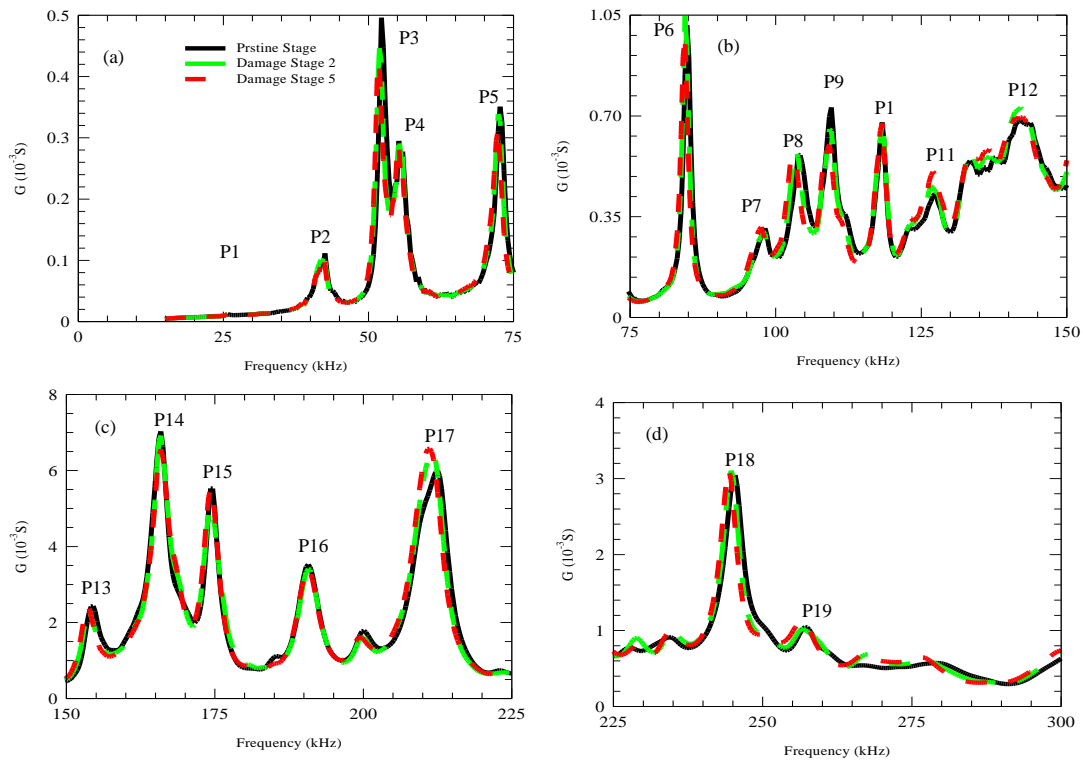 (a)
Prstine Stage
Damage Stage 2
Damage Stage 5
P1
P2
P3
P4
P5
0.5
0.4
0.3
0.2
0.1
0
G (10⁻³S)
0
25
50
75
Frequency (kHz)
(b)
P6
P7
P8
P9
P1
P11
P12
1.05
0.70
0.35
0
G (10⁻³S)
75
100
125
150
Frequency (kHz)
(c)
P13
P14
P15
P16
P17
8
6
4
2
0
G (10⁻³S)
150
175
200
225
Frequency (kHz)
(d)
P18
P19
4
3
2
1
0
G (10⁻³S)
225
250
275
300
Frequency (kHz)